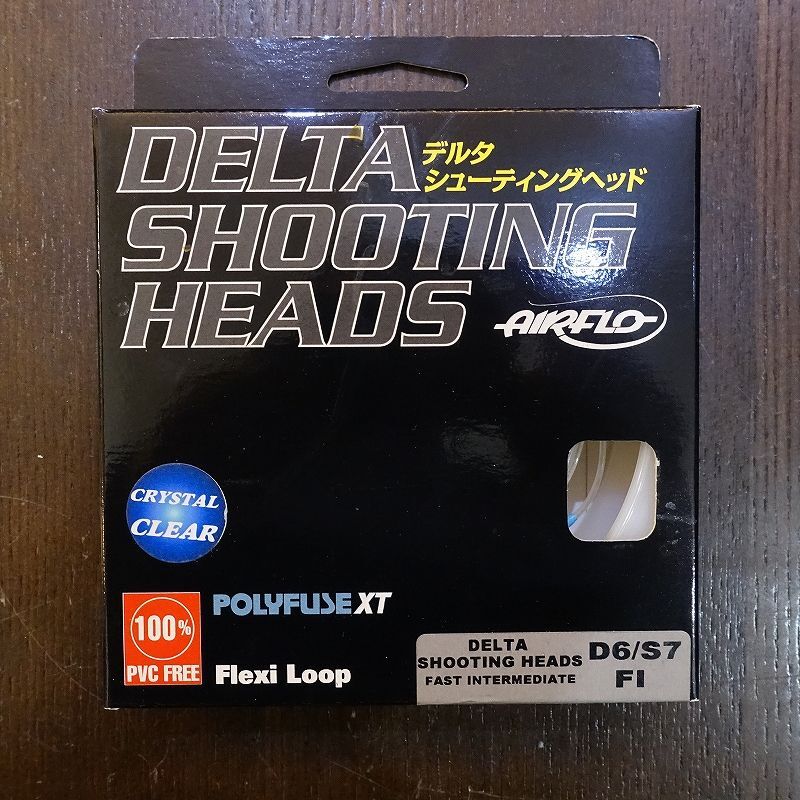 DELTA
デルタ
シューティングヘッド
SHOOTING
HEADS
AIRFLO
CRYSTAL
CLEAR
100%
PVC FREE
POLYFUSE XT
Flexi Loop
DELTA
SHOOTING HEADS
FAST INTERMEDIATE
D6/S7
FI